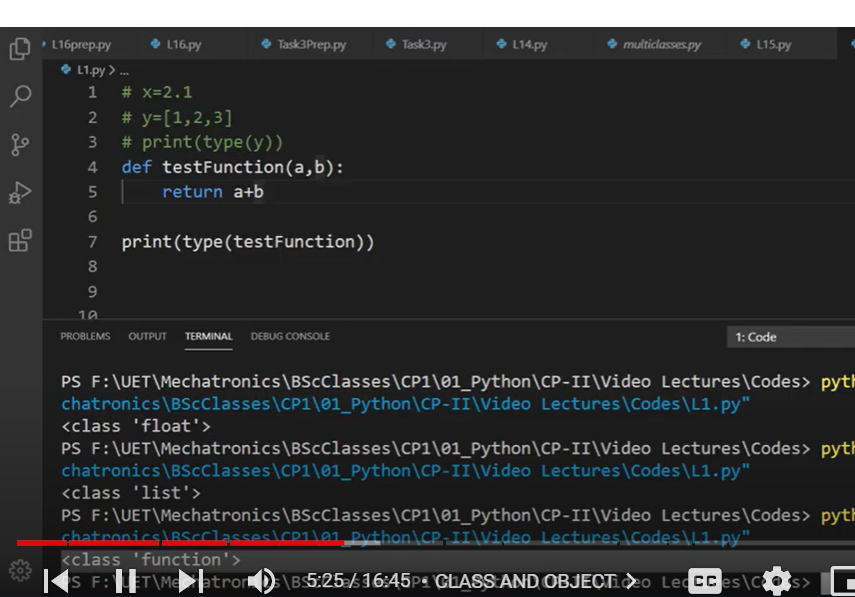 L16prep.py L16.py Task3Prep.py Task3.py L14.py multiclasses.py L15.py
L1.py > ...
1 # x=2.1
2 # y=[1,2,3]
3 # print(type(y))
4 def testFunction(a,b):
5 return a+b
6
7 print(type(testFunction))
8
9
10
PROBLEMS OUTPUT TERMINAL DEBUG CONSOLE 1: Code
PS F:\UET\Mechatronics\BScClasses\CP1\01_Python\CP-II\Video Lectures\Codes> pyth
chatronics\BScClasses\CP1\01_Python\CP-II\Video Lectures\Codes\L1.py"
<class 'float'>
PS F:\UET\Mechatronics\BScClasses\CP1\01_Python\CP-II\Video Lectures\Codes> pyth
chatronics\BScClasses\CP1\01_Python\CP-II\Video Lectures\Codes\L1.py"
<class 'list'>
PS F:\UET\Mechatronics\BScClasses\CP1\01_Python\CP-II\Video Lectures\Codes> pyth
chatronics\BScClasses\CP1\01_Python\CP-II\Video Lectures\Codes\L1.py"
<class 'function'>
5:25 / 16:45 • CLASS AND OBJECT CC